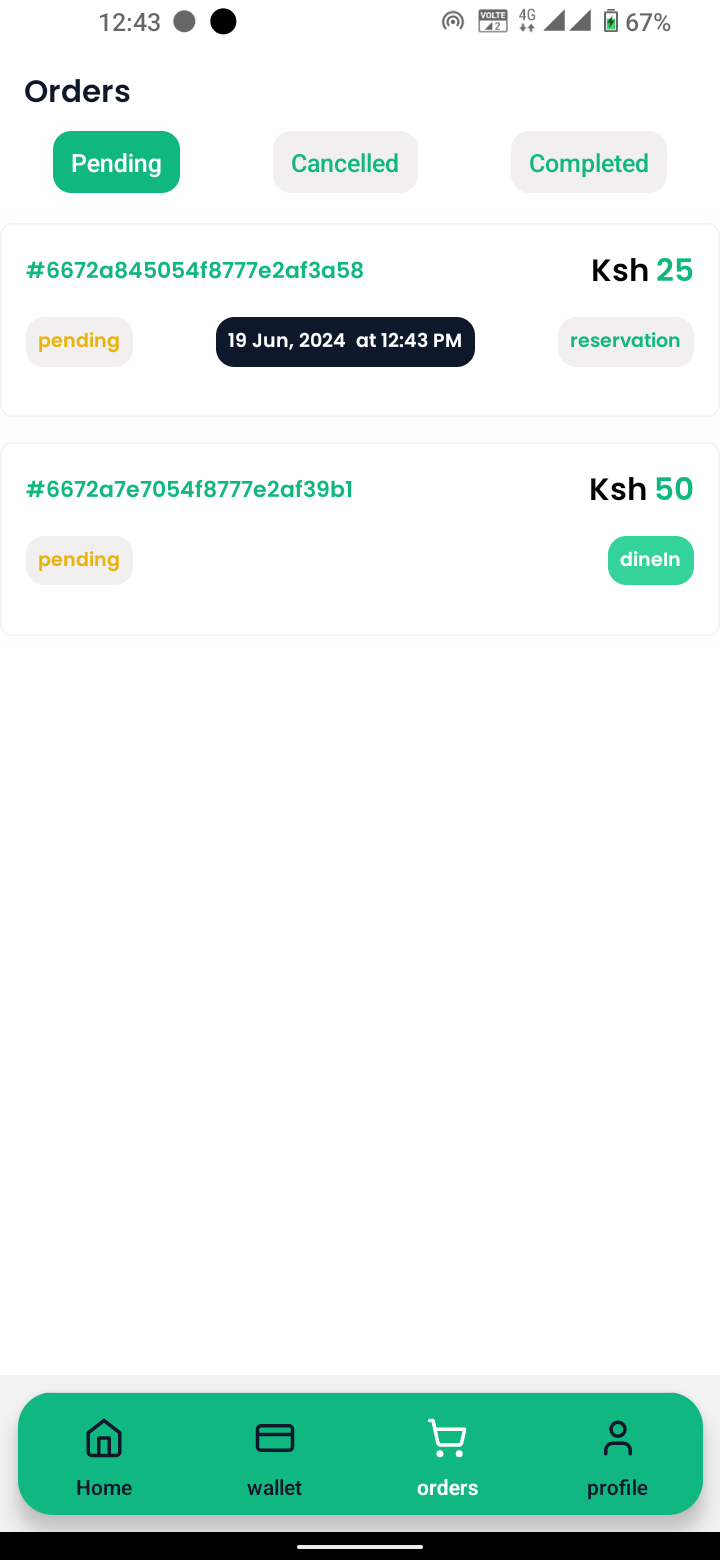 12:43 VOLTE 2 4G 67%
Orders
Pending Cancelled Completed
#6672a845054f8777e2af3a58 Ksh 25
pending 19 Jun, 2024 at 12:43 PM reservation
#6672a7e7054f8777e2af39b1 Ksh 50
pending dineIn
Home wallet orders profile